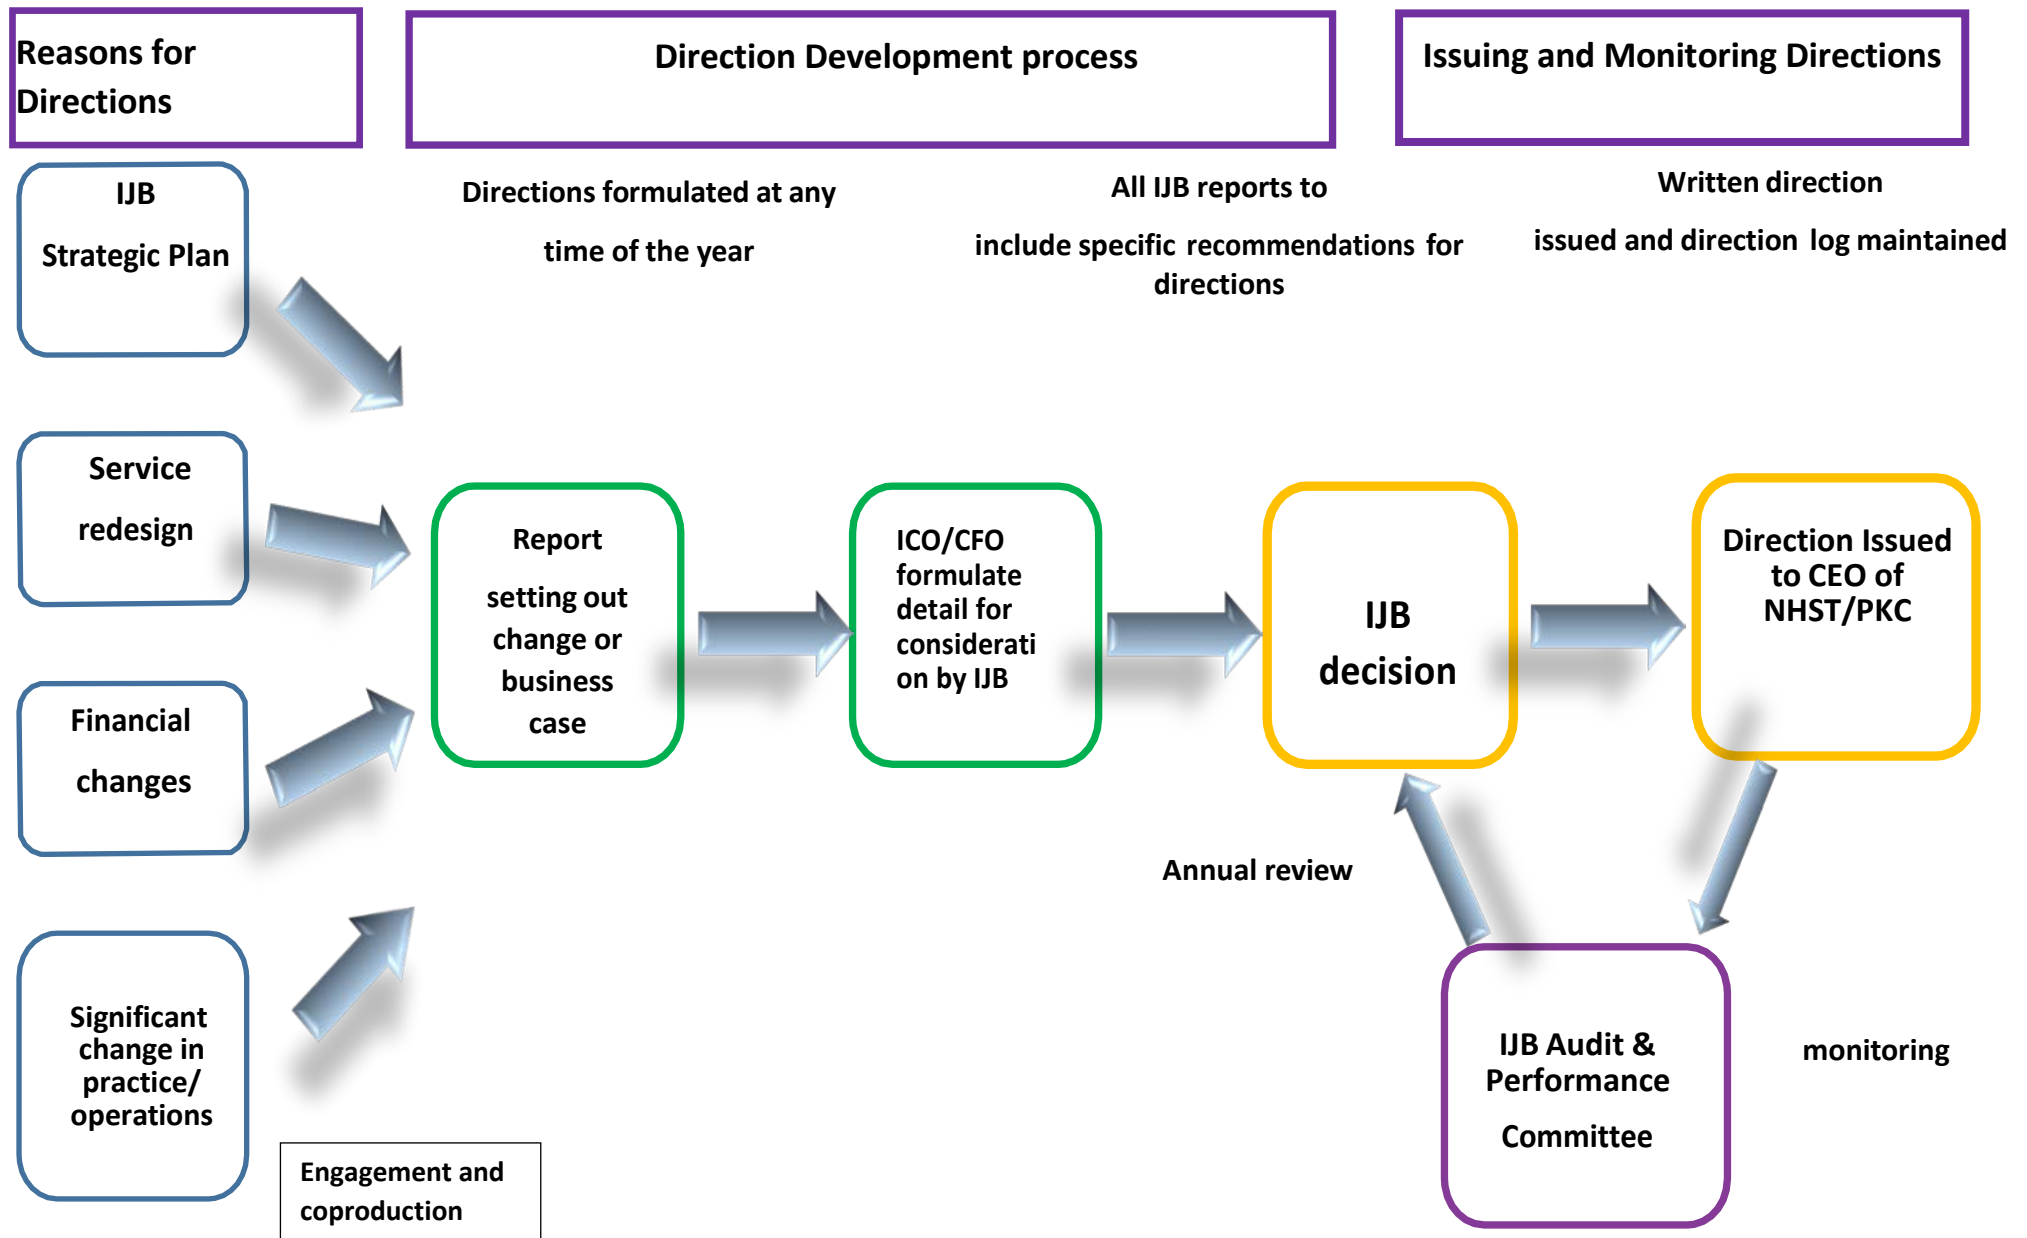 Reasons for
Directions
Direction Development process
Issuing and Monitoring Directions
IJB
Strategic Plan
Directions formulated at any
time of the year
All IJB reports to
include specific recommendations for
directions
Written direction
issued and direction log maintained
Service
redesign
Financial
changes
Significant
change in
practice/
operations
Engagement and
coproduction
Report
setting out
change or
business
case
ICO/CFO
formulate
detail for
considerati
on by IJB
IJB
decision
Direction Issued
to CEO of
NHST/PKC
Annual review
IJB Audit &
Performance
Committee
monitoring